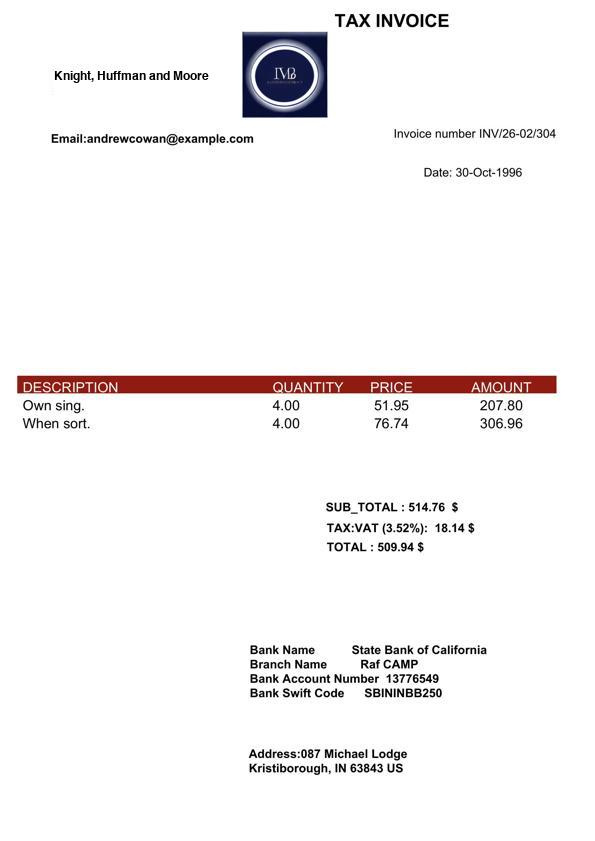 TAX INVOICE
Knight, Huffman and Moore
Email:andrewcowan@example.com
Invoice number INV/26-02/304
Date: 30-Oct-1996
DESCRIPTION QUANTITY PRICE AMOUNT
Own sing. 4.00 51.95 207.80
When sort. 4.00 76.74 306.96
SUB_TOTAL : 514.76 $
TAX:VAT (3.52%): 18.14 $
TOTAL : 509.94 $
Bank Name State Bank of California
Branch Name Raf CAMP
Bank Account Number 13776549
Bank Swift Code SBININBB250
Address:087 Michael Lodge
Kristiborough, IN 63843 US